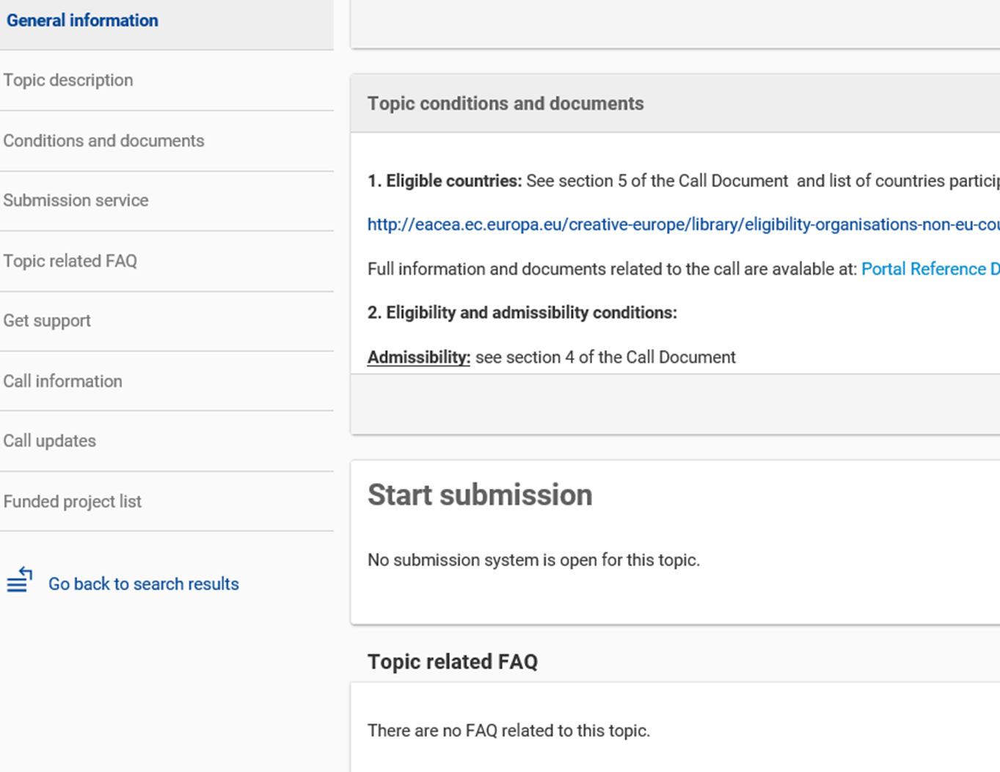 General information
Topic description
Conditions and documents
Submission service
Topic related FAQ
Get support
Call information
Call updates
Funded project list
Go back to search results
Topic conditions and documents
1. Eligible countries: See section 5 of the Call Document and list of countries particip
http://eacea.ec.europa.eu/creative-europe/library/eligibility-organisations-non-eu-cou
Full information and documents related to the call are avalable at: Portal Reference D
2. Eligibility and admissibility conditions:
Admissibility: see section 4 of the Call Document
Start submission
No submission system is open for this topic.
Topic related FAQ
There are no FAQ related to this topic.